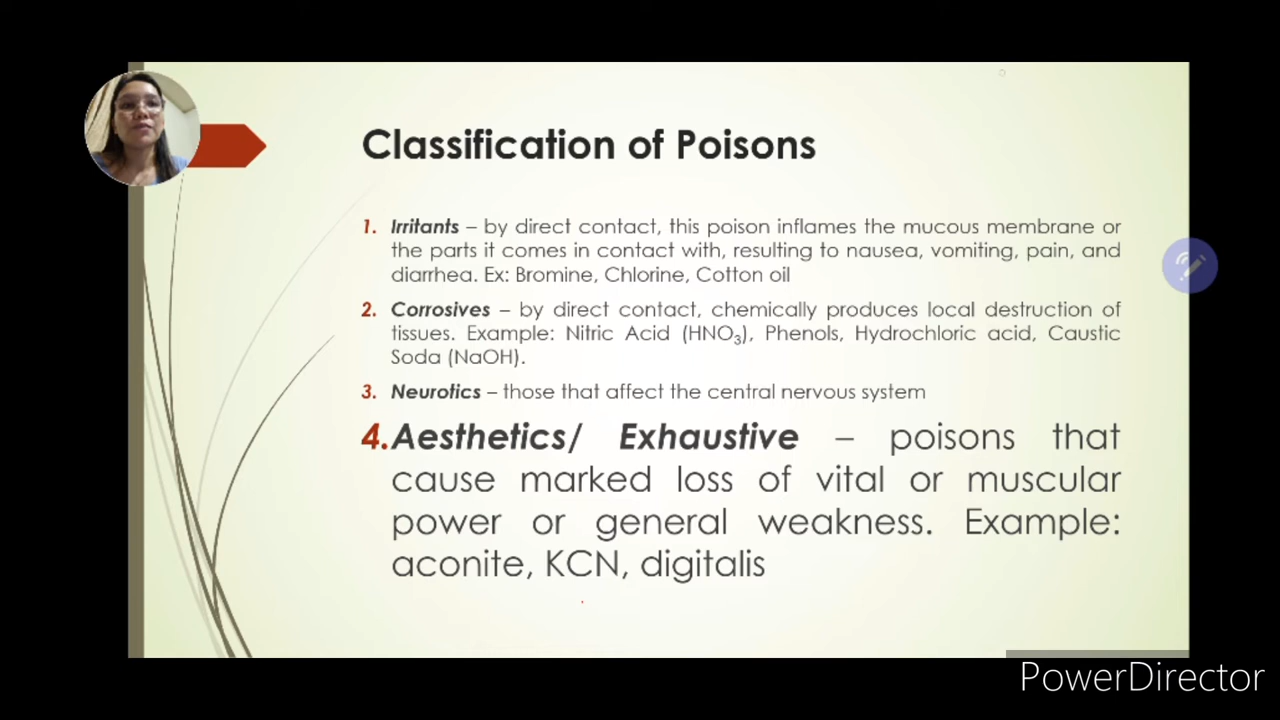 Classification of Poisons
1. Irritants – by direct contact, this poison inflames the mucous membrane or
the parts it comes in contact with, resulting to nausea, vomiting, pain, and
diarrhea. Ex: Bromine, Chlorine, Cotton oil
2. Corrosives – by direct contact, chemically produces local destruction of
tissues. Example: Nitric Acid (HNO₃), Phenols, Hydrochloric acid, Caustic
Soda (NaOH).
3. Neurotics – those that affect the central nervous system
4. Aesthetics/ Exhaustive – poisons that
cause marked loss of vital or muscular
power or general weakness. Example:
aconite, KCN, digitalis
PowerDirector